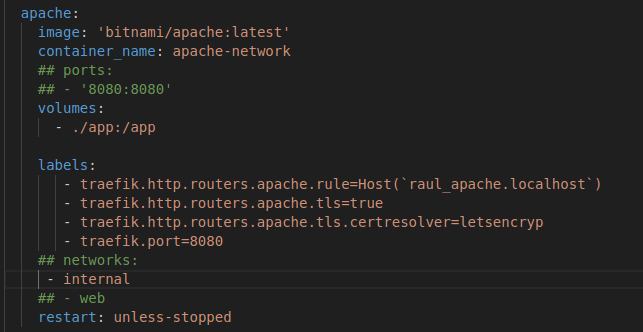 apache:
image: 'bitnami/apache:latest'
container_name: apache-network
## ports:
## - '8080:8080'
volumes:
- ./app:/app
labels:
- traefik.http.routers.apache.rule=Host(`raul_apache.localhost`)
- traefik.http.routers.apache.tls=true
- traefik.http.routers.apache.tls.certresolver=letsencryp
- traefik.port=8080
## networks:
- internal
## - web
restart: unless-stopped